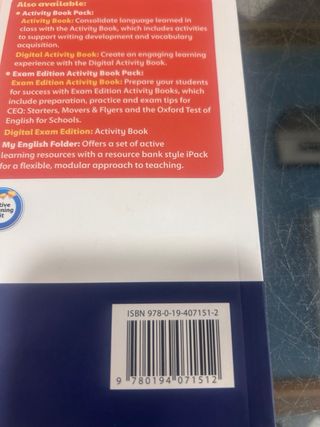 Also available:
• Activity Book Pack:
Activity Book: Consolidate language learned in
class with the Activity Book, which includes activities
to support writing development and vocabulary
acquisition.
Digital Activity Book: Create an engaging learning
experience with the Digital Activity Book.
• Exam Edition Activity Book Pack:
Exam Edition Activity Book: Prepare your students
for success with Exam Edition Activity Books, which
include preparation, practice and exam tips for
CEQ: Starters, Movers & Flyers and the Oxford Test of
English for Schools.
Digital Exam Edition: Activity Book
My English Folder: Offers a set of active
learning resources with a resource bank style iPack
for a flexible, modular approach to teaching.
ISBN 978-0-19-407151-2
9 780194 071512